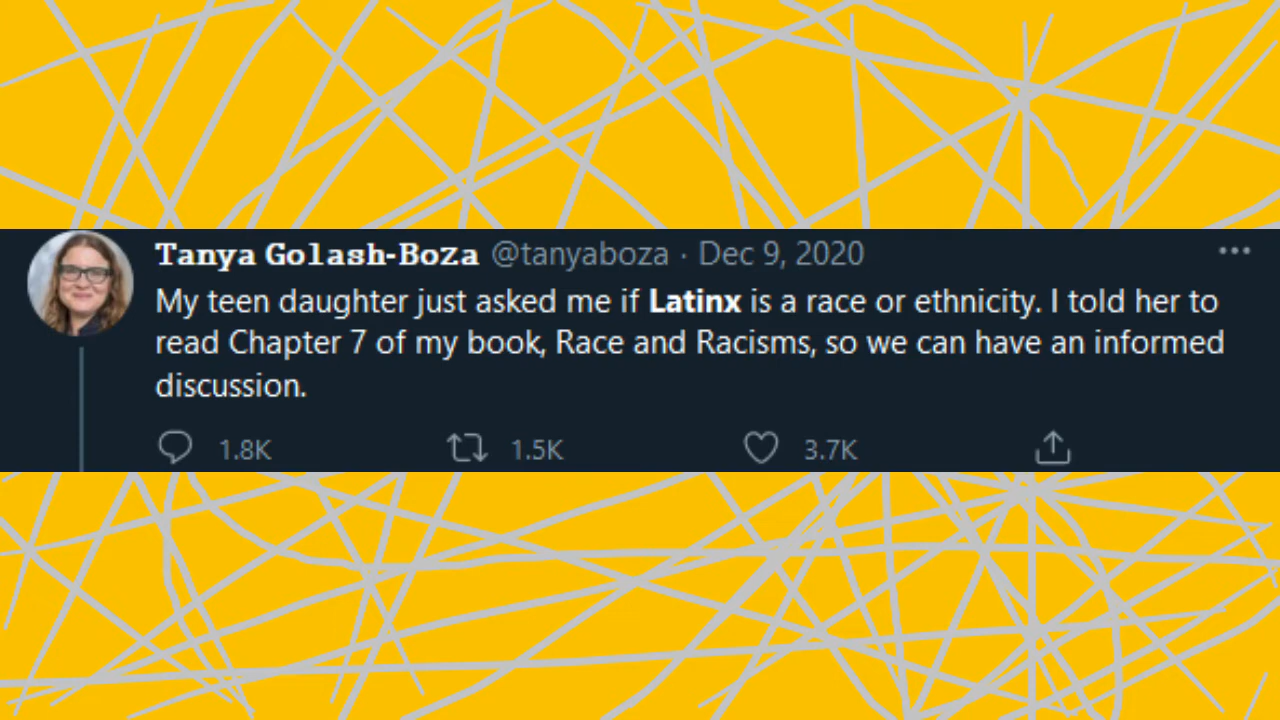 Tanya Golash-Boza @tanyaboza · Dec 9, 2020
My teen daughter just asked me if Latinx is a race or ethnicity. I told her to
read Chapter 7 of my book, Race and Racisms, so we can have an informed
discussion.
1.8K 1.5K 3.7K